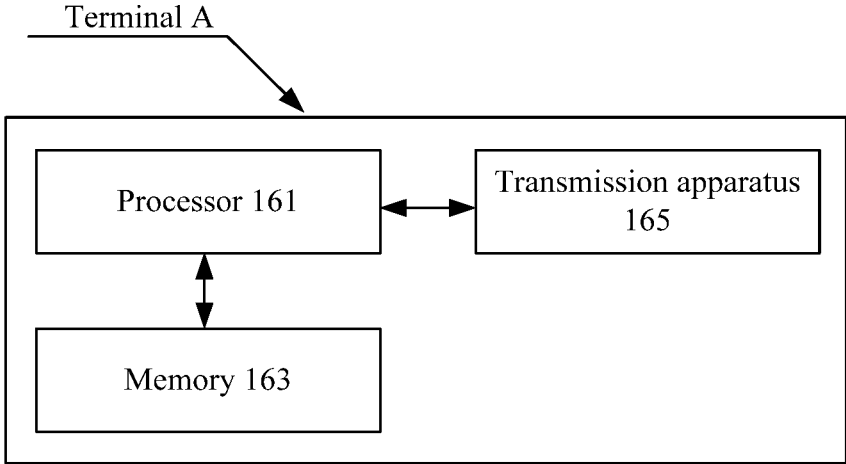 Terminal A
Processor 161
Transmission apparatus
165
Memory 163